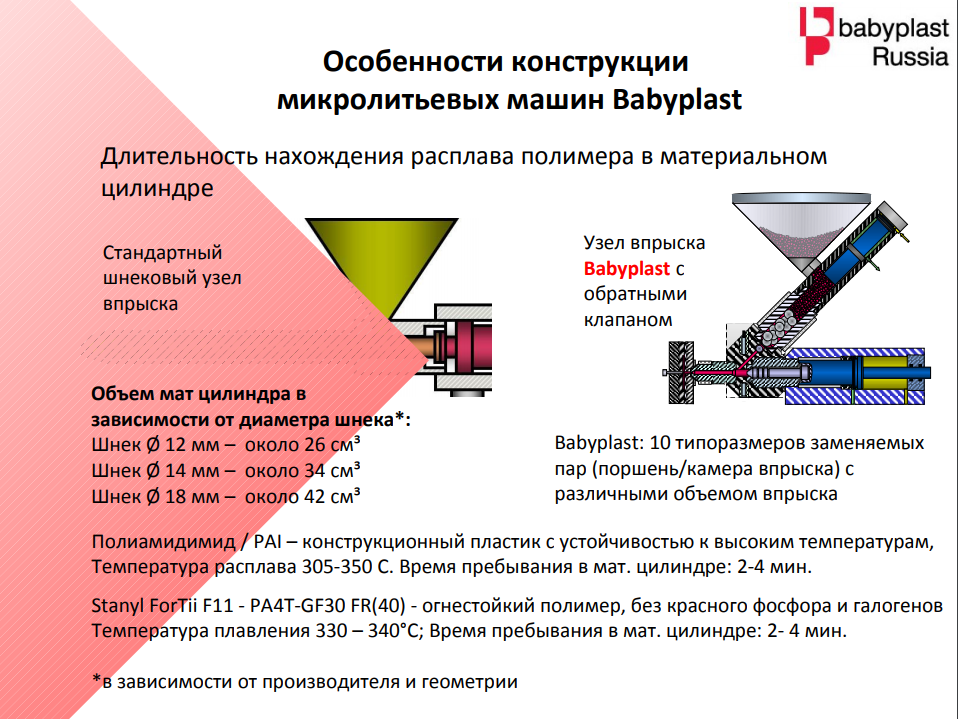 babyplast
Russia
Особенности конструкции
микролитьевых машин Babyplast
Длительность нахождения расплава полимера в материальном
цилиндре
Стандартный
шнековый узел
впрыска
Узел впрыска
Babyplast с
обратными
клапаном
Объем мат цилиндра в
зависимости от диаметра шнека*:
Шнек Ø 12 мм – около 26 см³
Шнек Ø 14 мм – около 34 см³
Шнек Ø 18 мм – около 42 см³
Babyplast: 10 типоразмеров заменяемых
пар (поршень/камера впрыска) с
различными объемом впрыска
Полиамидимид / PAI – конструкционный пластик с устойчивостью к высоким температурам,
Температура расплава 305-350 С. Время пребывания в мат. цилиндре: 2-4 мин.
Stanyl ForTii F11 - PA4T-GF30 FR(40) - огнестойкий полимер, без красного фосфора и галогенов
Температура плавления 330 – 340°С; Время пребывания в мат. цилиндре: 2- 4 мин.
*в зависимости от производителя и геометрии